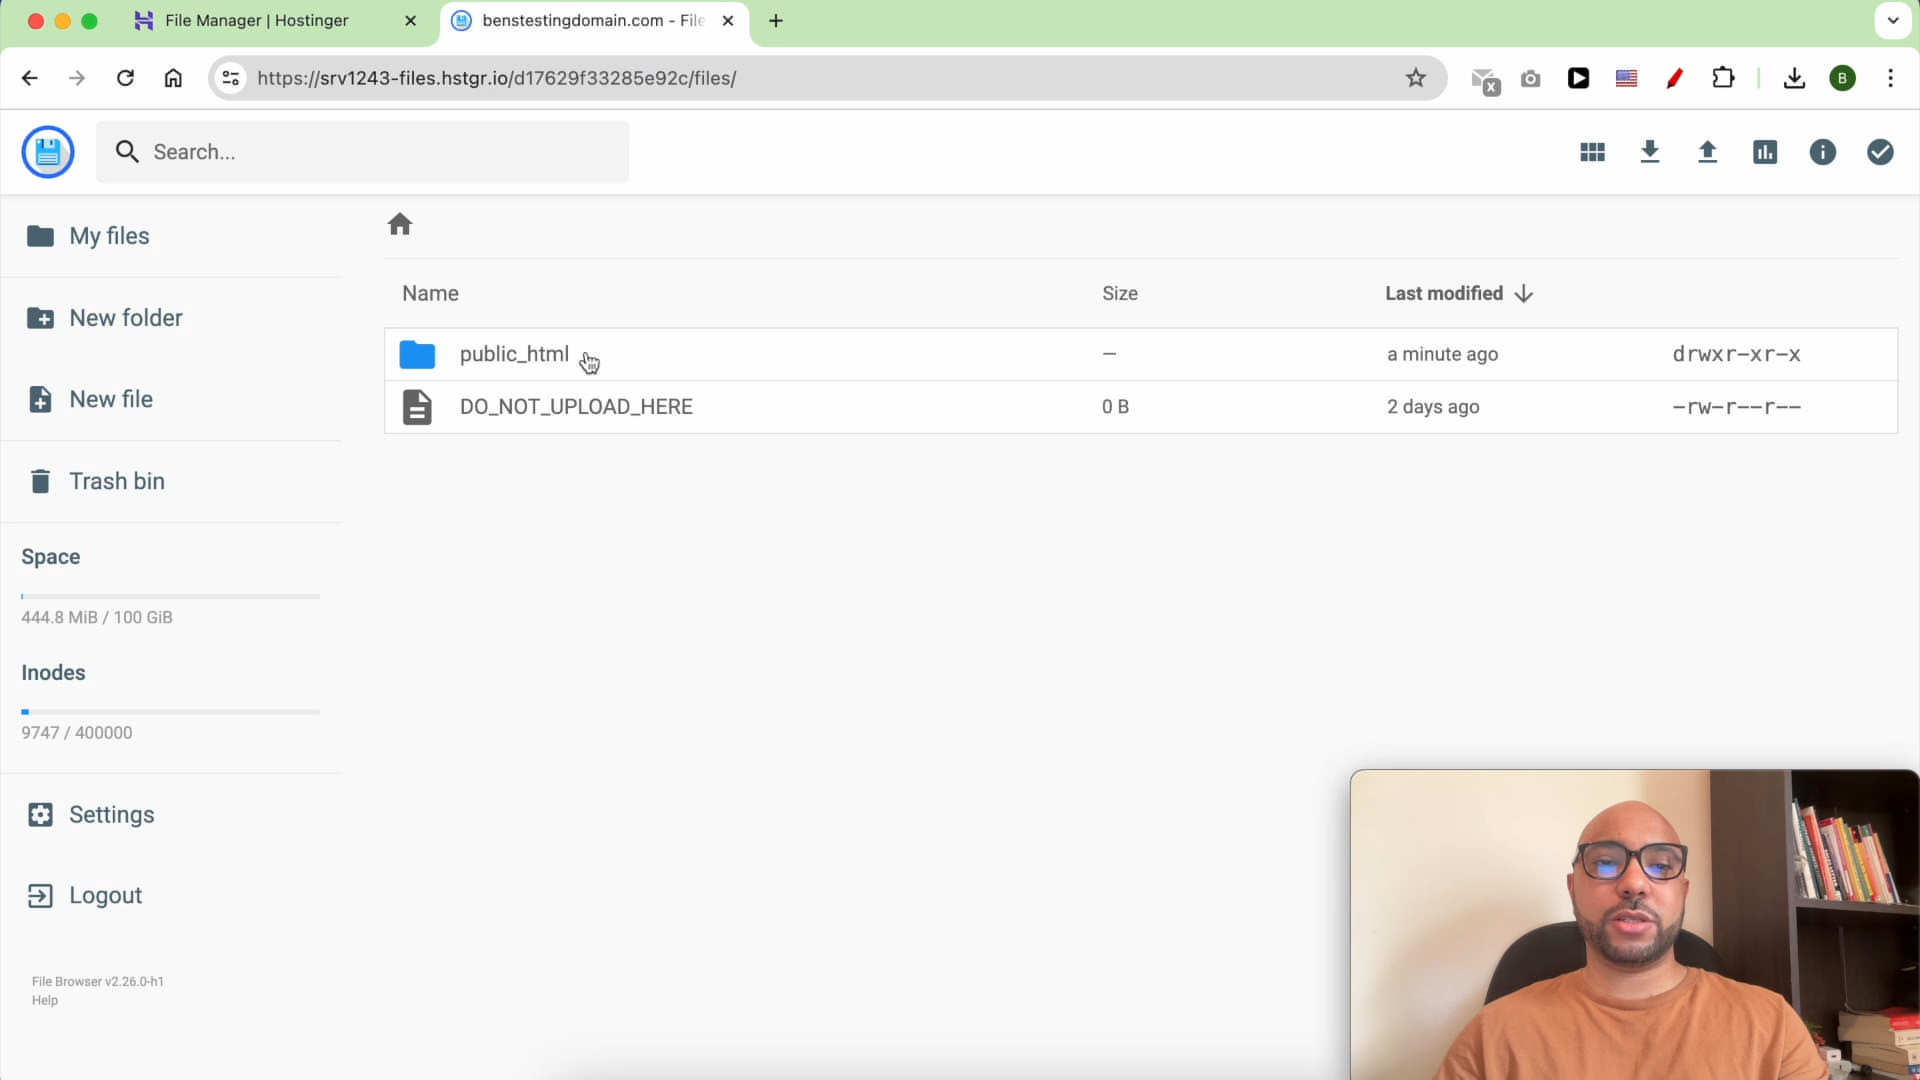 File Manager | Hostinger
benstestingdomain.com - File
https://srv1243-files.hstgr.io/d17629f33285e92c/files/
B
Search...
My files
New folder
New file
Trash bin
Space
444.8 MiB / 100 GiB
Inodes
9747 / 400000
Settings
Logout
File Browser v2.26.0-h1
Help
Name Size Last modified
public_html — a minute ago drwxr-xr-x
DO_NOT_UPLOAD_HERE 0 B 2 days ago -rw-r--r--